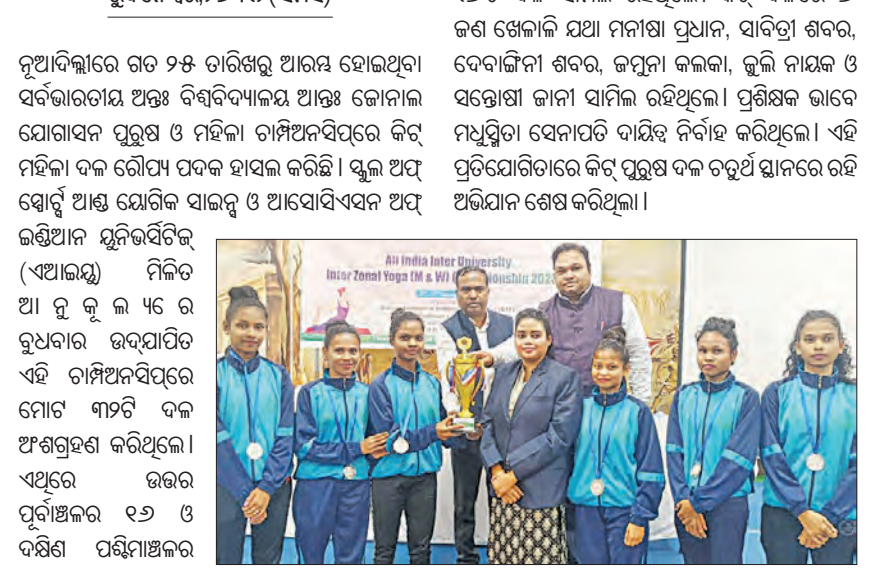 ନୂଆଦିଲ୍ଲୀରେ ଗତ ୨୫ ତାରିଖରୁ ଆରମ୍ଭ ହୋଇଥିବା
ସର୍ବଭାରତୀୟ ଅନ୍ତଃ ବିଶ୍ୱବିଦ୍ୟାଳୟ ଆନ୍ତଃ ଜୋନାଲ
ଯୋଗାସନ ପୁରୁଷ ଓ ମହିଳା ଚାମ୍ପିଅନସିପ୍‌ରେ କିଟ୍
ମହିଳା ଦଳ ରୌପ୍ୟ ପଦକ ହାସଲ କରିଛି। ସ୍କୁଲ ଅଫ୍
ସ୍ପୋର୍ଟ୍ସ ଆଣ୍ଡ ୟୋଗିକ ସାଇନ୍ସ ଓ ଆସୋସିଏସନ ଅଫ୍
ଇଣ୍ଡିଆନ ୟୁନିଭର୍ସିଟିଜ୍
(ଏଆଇୟୁ) ମିଳିତ
ଆନୁକୂଲ୍ୟରେ
ବୁଧବାର ଉଦ୍‌ଯାପିତ
ଏହି ଚାମ୍ପିଅନସିପ୍‌ରେ
ମୋଟ ୩୨ଟି ଦଳ
ଅଂଶଗ୍ରହଣ କରିଥିଲେ।
ଏଥିରେ ଉତ୍ତର
ପୂର୍ବାଞ୍ଚଳର ୧୬ ଓ
ଦକ୍ଷିଣ ପଶ୍ଚିମାଞ୍ଚଳର
ଜଣ ଖେଳାଳି ଯଥା ମନୀଷା ପ୍ରଧାନ, ସାବିତ୍ରୀ ଶବର,
ଦେବାଙ୍ଗିନୀ ଶବର, ଜମୁନା କଲକା, ଜୁଲି ନାୟକ ଓ
ସନ୍ତୋଷୀ ଜାନୀ ସାମିଲ ରହିଥିଲେ। ପ୍ରଶିକ୍ଷକ ଭାବେ
ମଧୁସ୍ମିତା ସେନାପତି ଦାୟିତ୍ୱ ନିର୍ବାହ କରିଥିଲେ। ଏହି
ପ୍ରତିଯୋଗିତାରେ କିଟ୍ ପୁରୁଷ ଦଳ ଚତୁର୍ଥ ସ୍ଥାନରେ ରହି
ଅଭିଯାନ ଶେଷ କରିଥିଲା।
All India Inter University
Inter Zonal Yoga (M & W)